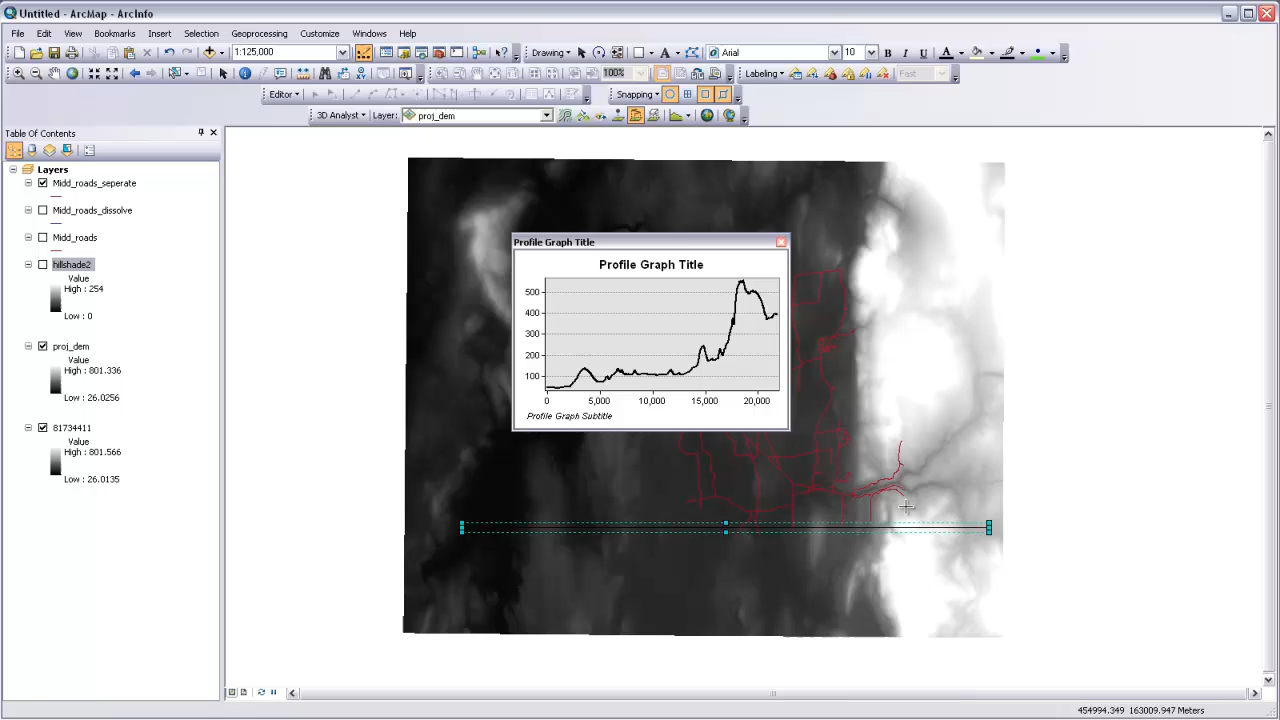 Untitled - ArcMap - ArcInfo
File Edit View Bookmarks Insert Selection Geoprocessing Customize Windows Help
1:125,000 Drawing Arial 10 B I U A
100% Labeling Fast
Editor Snapping
3D Analyst Layer: proj_dem
Table Of Contents
Layers
Midd_roads_seperate
Midd_roads_dissolve
Midd_roads
hillshade2
Value
High : 254
Low : 0
proj_dem
Value
High : 801.336
Low : 26.0256
81734411
Value
High : 801.566
Low : 26.0135
Profile Graph Title
Profile Graph Title
500
400
300
200
100
0 5,000 10,000 15,000 20,000
Profile Graph Subtitle
454994.349 163009.947 Meters